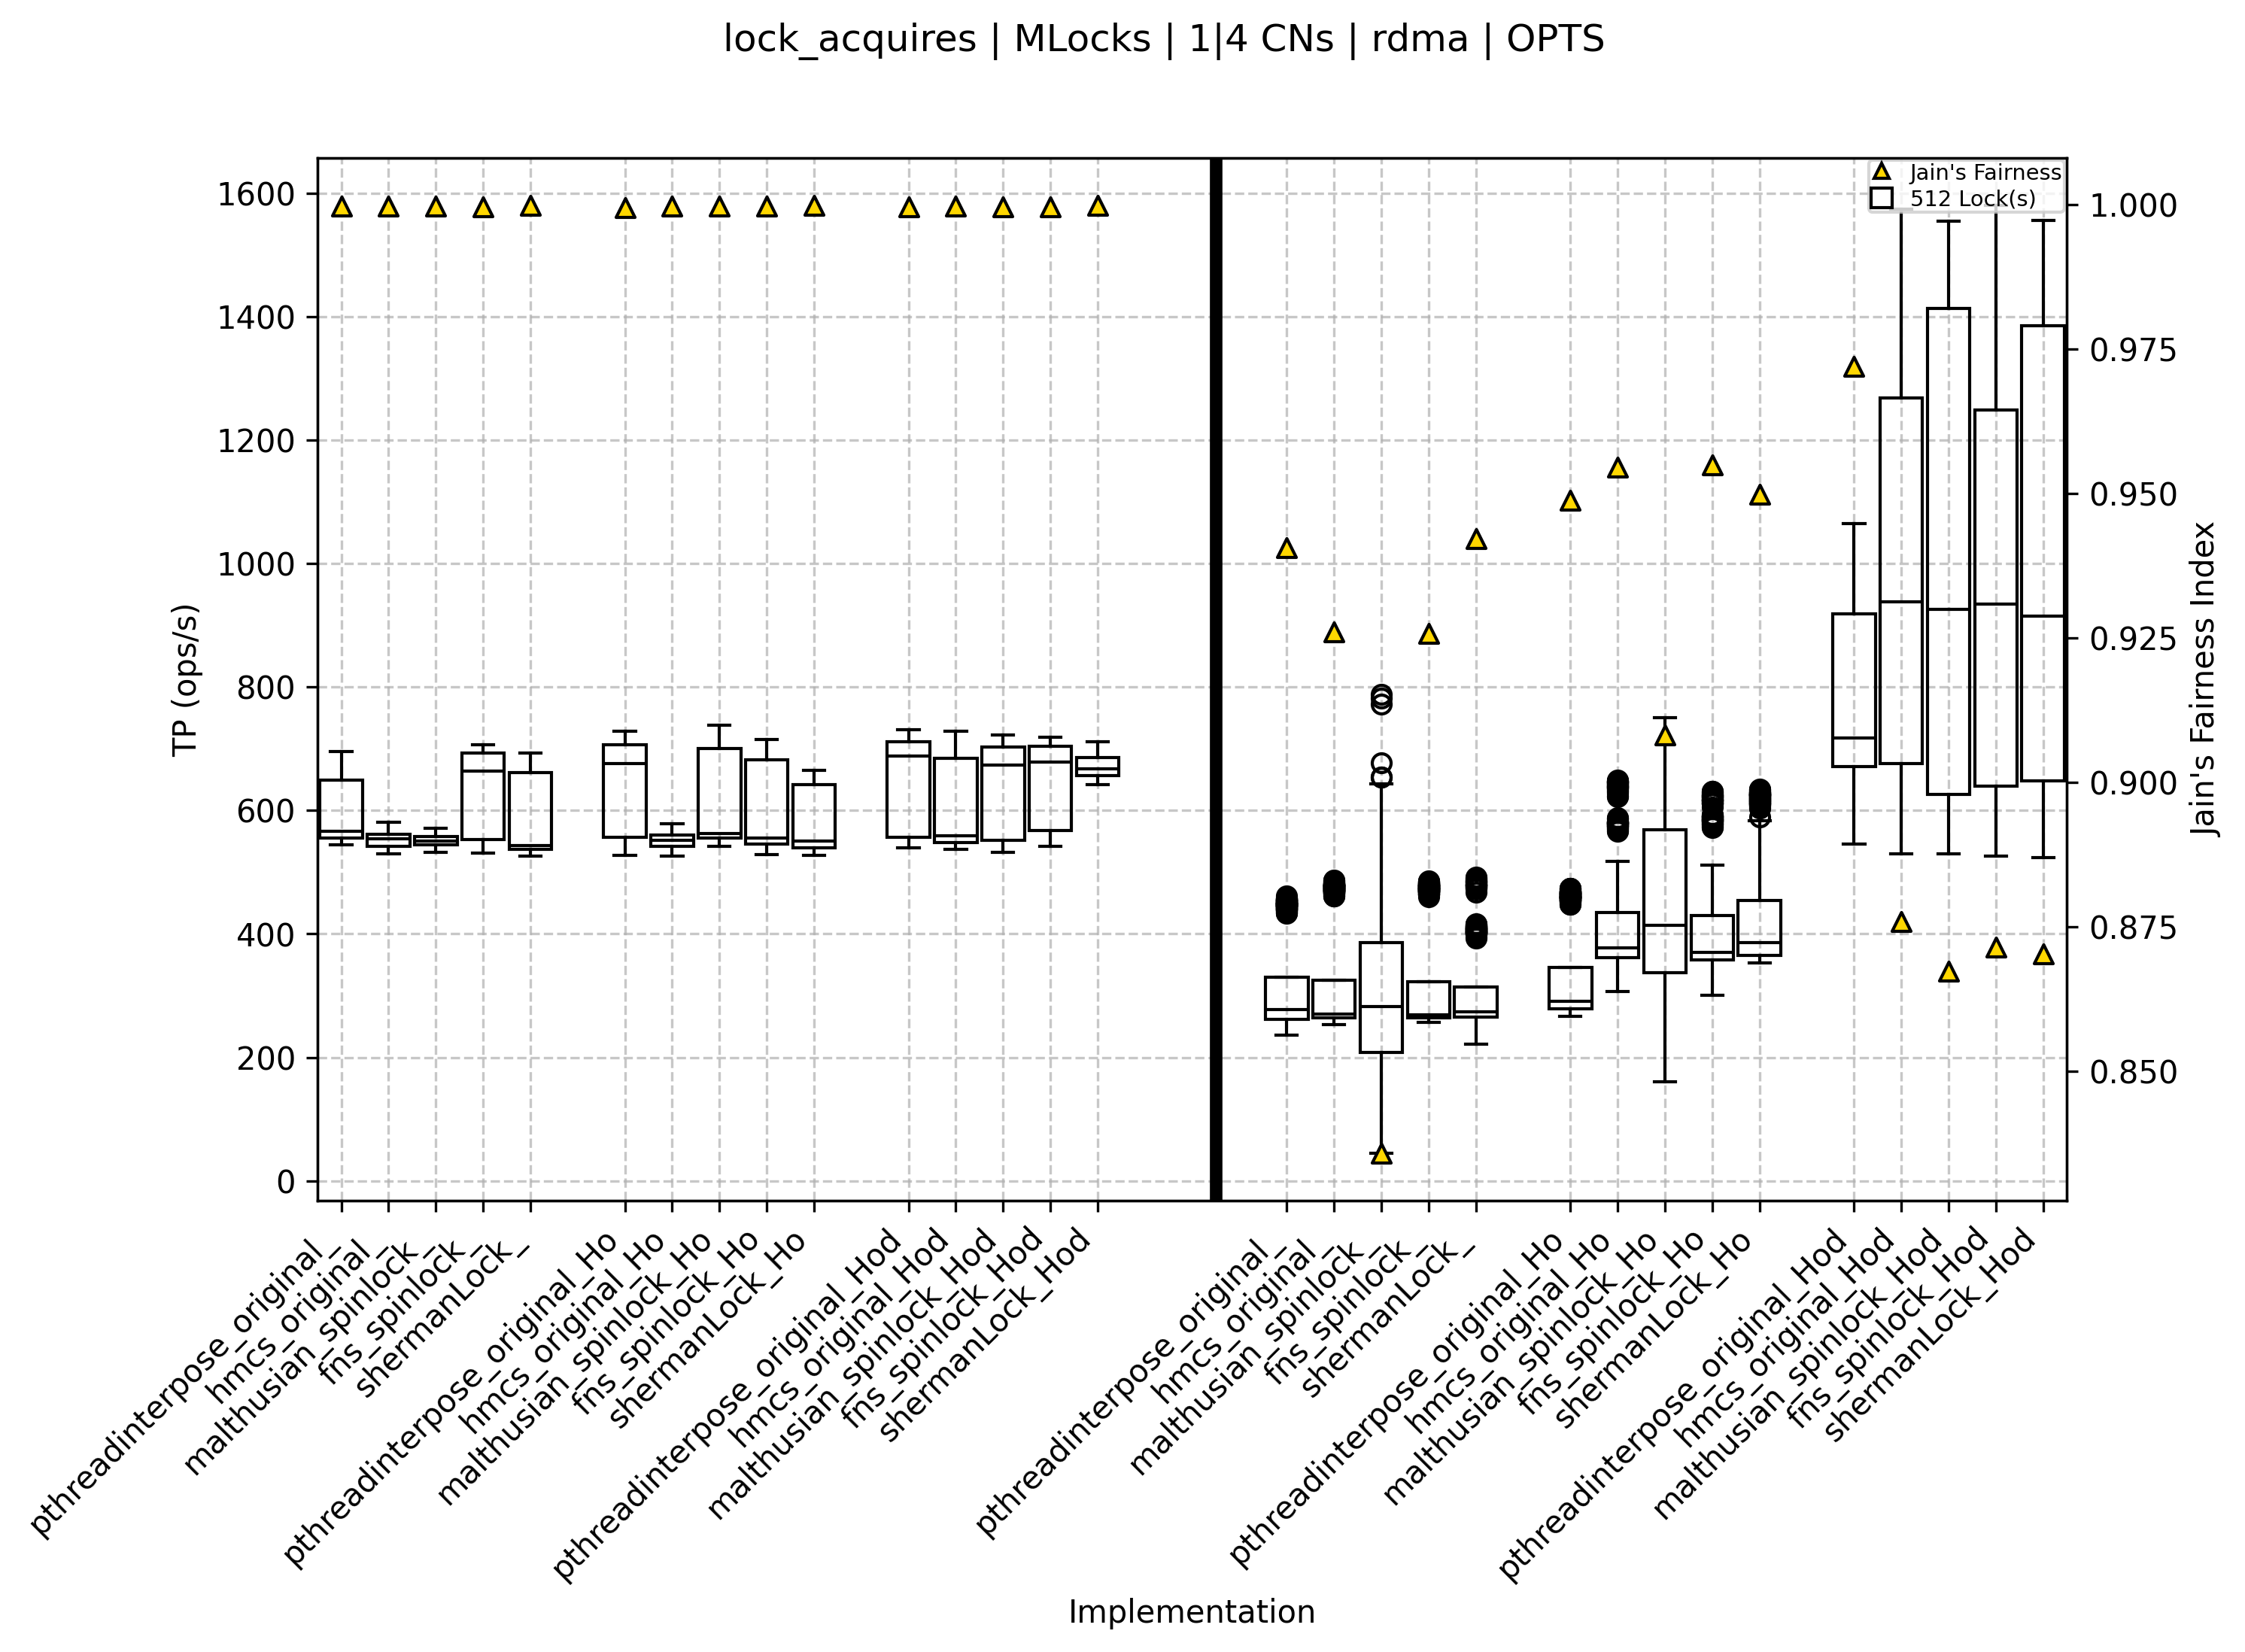 lock_acquires | MLocks | 1|4 CNs | rdma | OPTS
Jain's Fairness
512 Lock(s)
TP (ops/s)
1600
1400
1200
1000
800
600
400
200
0
1.000
0.975
0.950
0.925
0.900
0.875
0.850
Jain's Fairness Index
pthreadinterpose_original_
hmcs_original_
malthusian_spinlock_
fns_spinlock_
shermanLock_
pthreadinterpose_original_Ho
hmcs_original_Ho
malthusian_spinlock_Ho
fns_spinlock_Ho
shermanLock_Ho
pthreadinterpose_original_Hod
hmcs_original_Hod
malthusian_spinlock_Hod
fns_spinlock_Hod
shermanLock_Hod
pthreadinterpose_original_
hmcs_original_
malthusian_spinlock_
fns_spinlock_
shermanLock_
pthreadinterpose_original_Ho
hmcs_original_Ho
malthusian_spinlock_Ho
fns_spinlock_Ho
shermanLock_Ho
pthreadinterpose_original_Hod
hmcs_original_Hod
malthusian_spinlock_Hod
fns_spinlock_Hod
shermanLock_Hod
Implementation